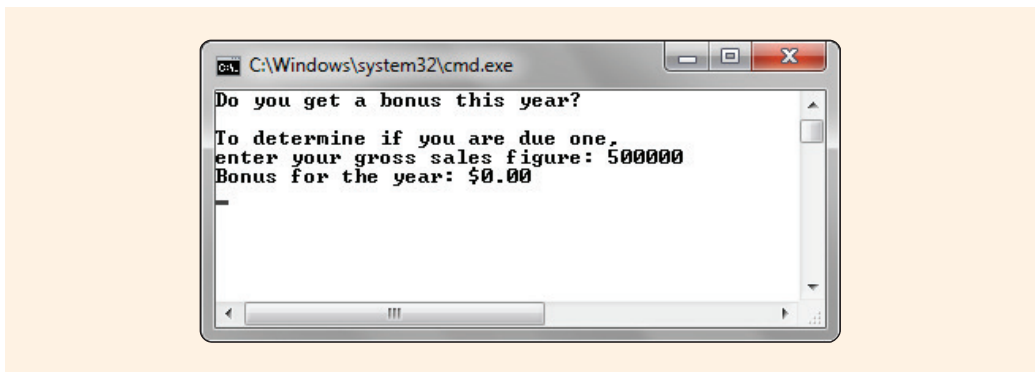 C:\Windows\system32\cmd.exe
Do you get a bonus this year?
To determine if you are due one,
enter your gross sales figure: 500000
Bonus for the year: $0.00